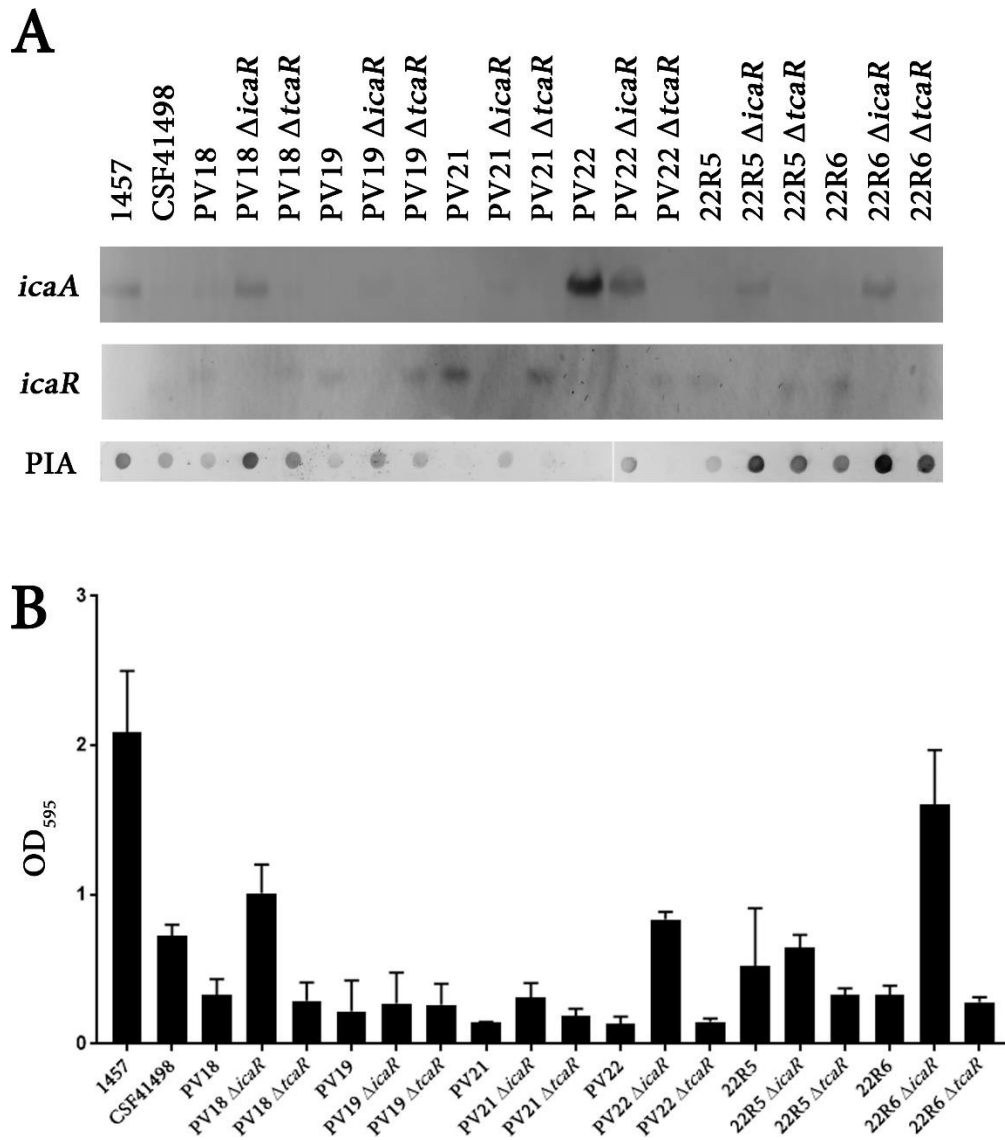 A
1457
CSF41498
PV18
PV18 ΔicaR
PV18 ΔtcaR
PV19
PV19 ΔicaR
PV19 ΔtcaR
PV21
PV21 ΔicaR
PV21 ΔtcaR
PV22
PV22 ΔicaR
PV22 ΔtcaR
22R5
22R5 ΔicaR
22R5 ΔtcaR
22R6
22R6 ΔicaR
22R6 ΔtcaR
icaA
icaR
PIA
B
3
2
1
0
OD595
1457
CSF41498
PV18
PV18 ΔicaR
PV18 ΔtcaR
PV19
PV19 ΔicaR
PV19 ΔtcaR
PV21
PV21 ΔicaR
PV21 ΔtcaR
PV22
PV22 ΔicaR
PV22 ΔtcaR
22R5
22R5 ΔicaR
22R5 ΔtcaR
22R6
22R6 ΔicaR
22R6 ΔtcaR